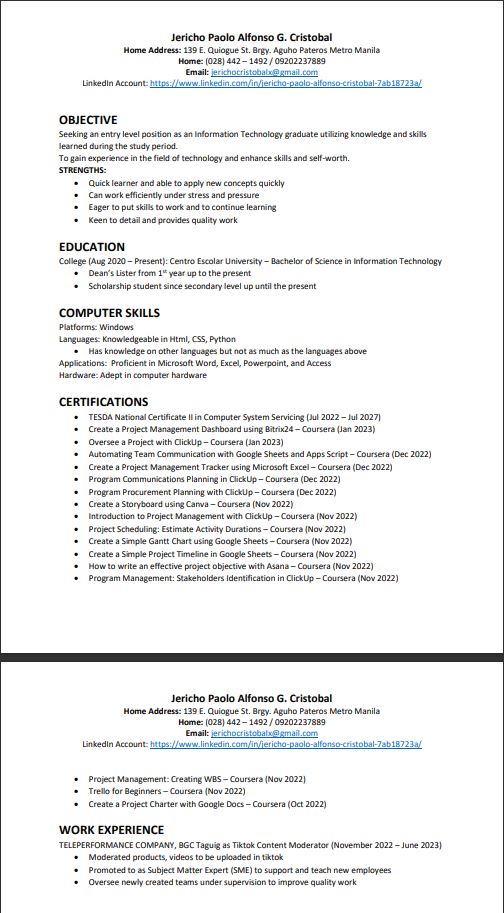 Jericho Paolo Alfonso G. Cristobal
Home Address: 139 E. Quiogue St. Brgy. Aguho Pateros Metro Manila
Home: (028) 442 – 1492 / 09202237889
Email: jerichocristobalx@gmail.com
LinkedIn Account: https://www.linkedin.com/in/jericho-paolo-alfonso-cristobal-7ab18723a/
OBJECTIVE
Seeking an entry level position as an Information Technology graduate utilizing knowledge and skills
learned during the study period.
To gain experience in the field of technology and enhance skills and self-worth.
STRENGTHS:
• Quick learner and able to apply new concepts quickly
• Can work efficiently under stress and pressure
• Eager to put skills to work and to continue learning
• Keen to detail and provides quality work
EDUCATION
College (Aug 2020 – Present): Centro Escolar University – Bachelor of Science in Information Technology
• Dean's Lister from 1st year up to the present
• Scholarship student since secondary level up until the present
COMPUTER SKILLS
Platforms: Windows
Languages: Knowledgeable in Html, CSS, Python
• Has knowledge on other languages but not as much as the languages above
Applications: Proficient in Microsoft Word, Excel, Powerpoint, and Access
Hardware: Adept in computer hardware
CERTIFICATIONS
• TESDA National Certificate II in Computer System Servicing (Jul 2022 – Jul 2027)
• Create a Project Management Dashboard using Bitrix24 – Coursera (Jan 2023)
• Oversee a Project with ClickUp – Coursera (Jan 2023)
• Automating Team Communication with Google Sheets and Apps Script – Coursera (Dec 2022)
• Create a Project Management Tracker using Microsoft Excel – Coursera (Dec 2022)
• Program Communications Planning in ClickUp – Coursera (Dec 2022)
• Program Procurement Planning with ClickUp – Coursera (Dec 2022)
• Create a Storyboard using Canva – Coursera (Nov 2022)
• Introduction to Project Management with ClickUp – Coursera (Nov 2022)
• Project Scheduling: Estimate Activity Durations – Coursera (Nov 2022)
• Create a Simple Gantt Chart using Google Sheets – Coursera (Nov 2022)
• Create a Simple Project Timeline in Google Sheets – Coursera (Nov 2022)
• How to write an effective project objective with Asana – Coursera (Nov 2022)
• Program Management: Stakeholders Identification in ClickUp – Coursera (Nov 2022)
Jericho Paolo Alfonso G. Cristobal
Home Address: 139 E. Quiogue St. Brgy. Aguho Pateros Metro Manila
Home: (028) 442 – 1492 / 09202237889
Email: jerichocristobalx@gmail.com
LinkedIn Account: https://www.linkedin.com/in/jericho-paolo-alfonso-cristobal-7ab18723a/
• Project Management: Creating WBS – Coursera (Nov 2022)
• Trello for Beginners – Coursera (Nov 2022)
• Create a Project Charter with Google Docs – Coursera (Oct 2022)
WORK EXPERIENCE
TELEPERFORMANCE COMPANY, BGC Taguig as Tiktok Content Moderator (November 2022 – June 2023)
• Moderated products, videos to be uploaded in tiktok
• Promoted to as Subject Matter Expert (SME) to support and teach new employees
• Oversee newly created teams under supervision to improve quality work